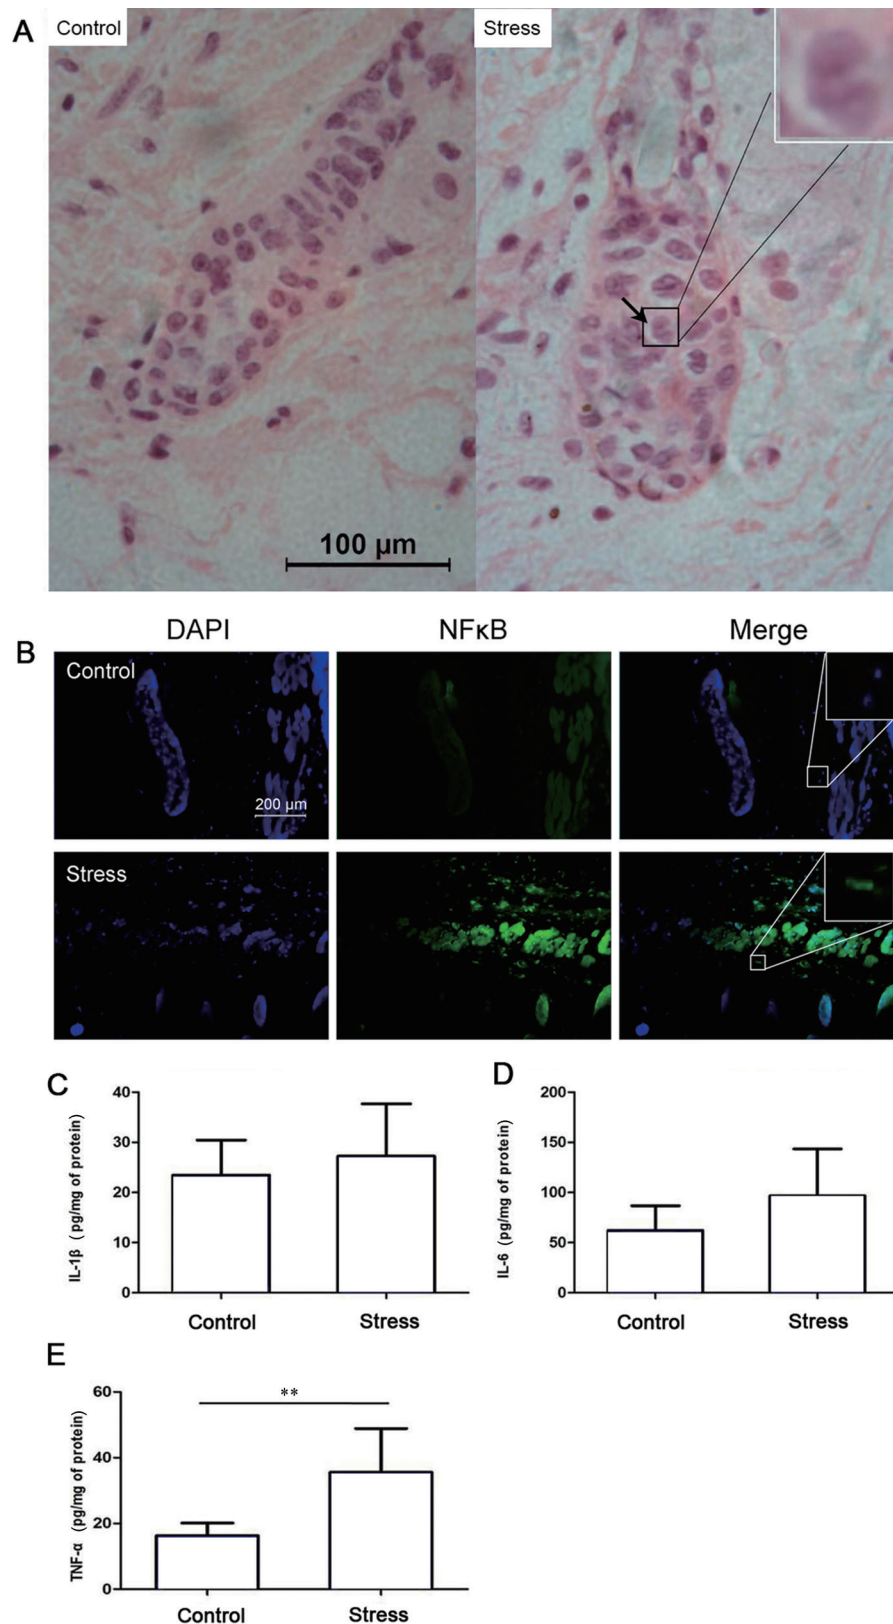 A
Control
Stress
100 µm
B
DAPI
NFκB
Merge
Control
200 µm
Stress
C
IL-1β (pg/mg of protein)
40
30
20
10
0
Control
Stress
D
IL-6 (pg/mg of protein)
200
150
100
50
0
Control
Stress
E
TNF-α (pg/mg of protein)
60
40
20
0
**
Control
Stress